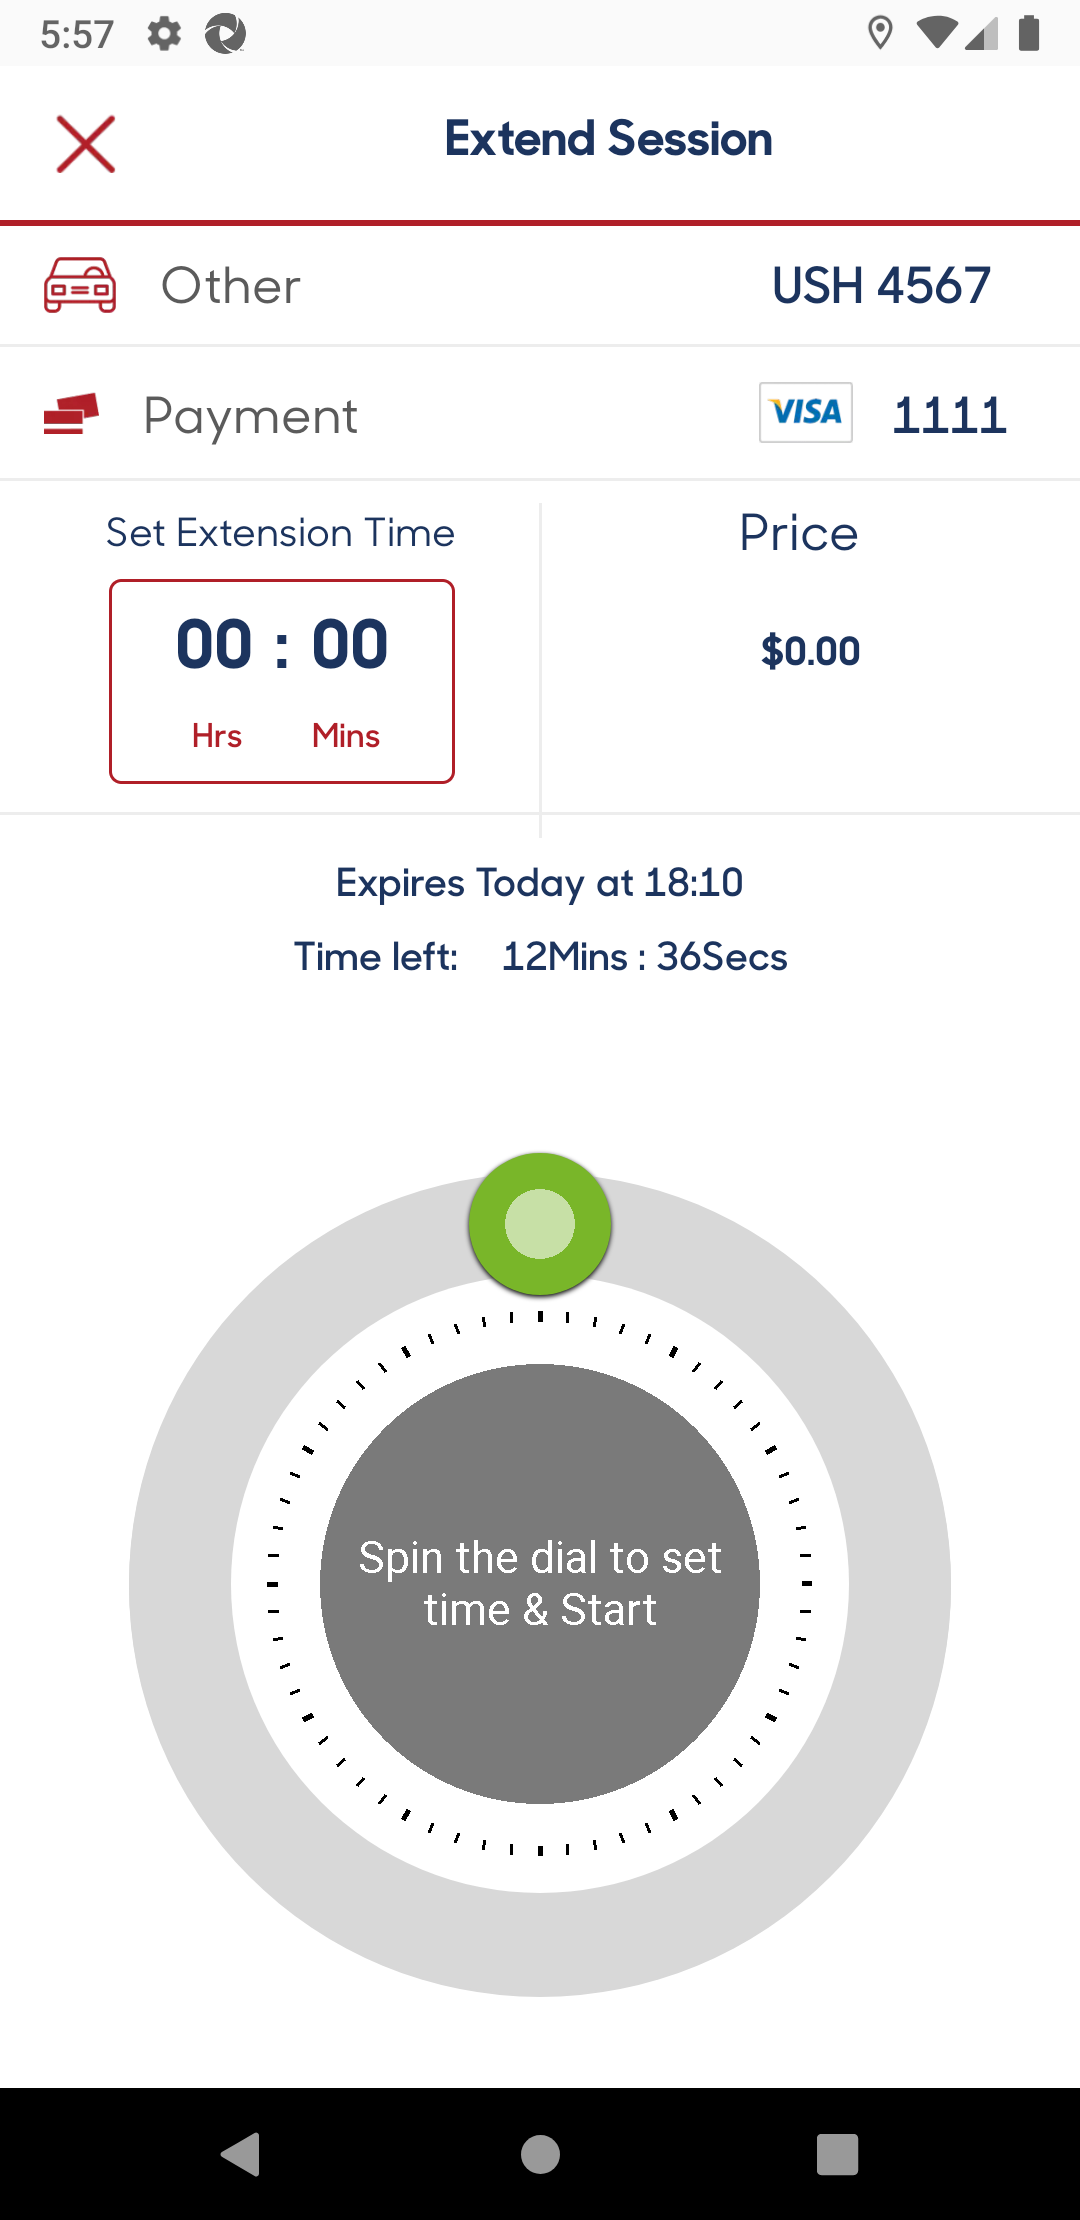 5:57
Extend Session
Other USH 4567
Payment VISA 1111
Set Extension Time Price
00 : 00
$0.00
Hrs Mins
Expires Today at 18:10
Time left: 12Mins : 36Secs
Spin the dial to set
time & Start